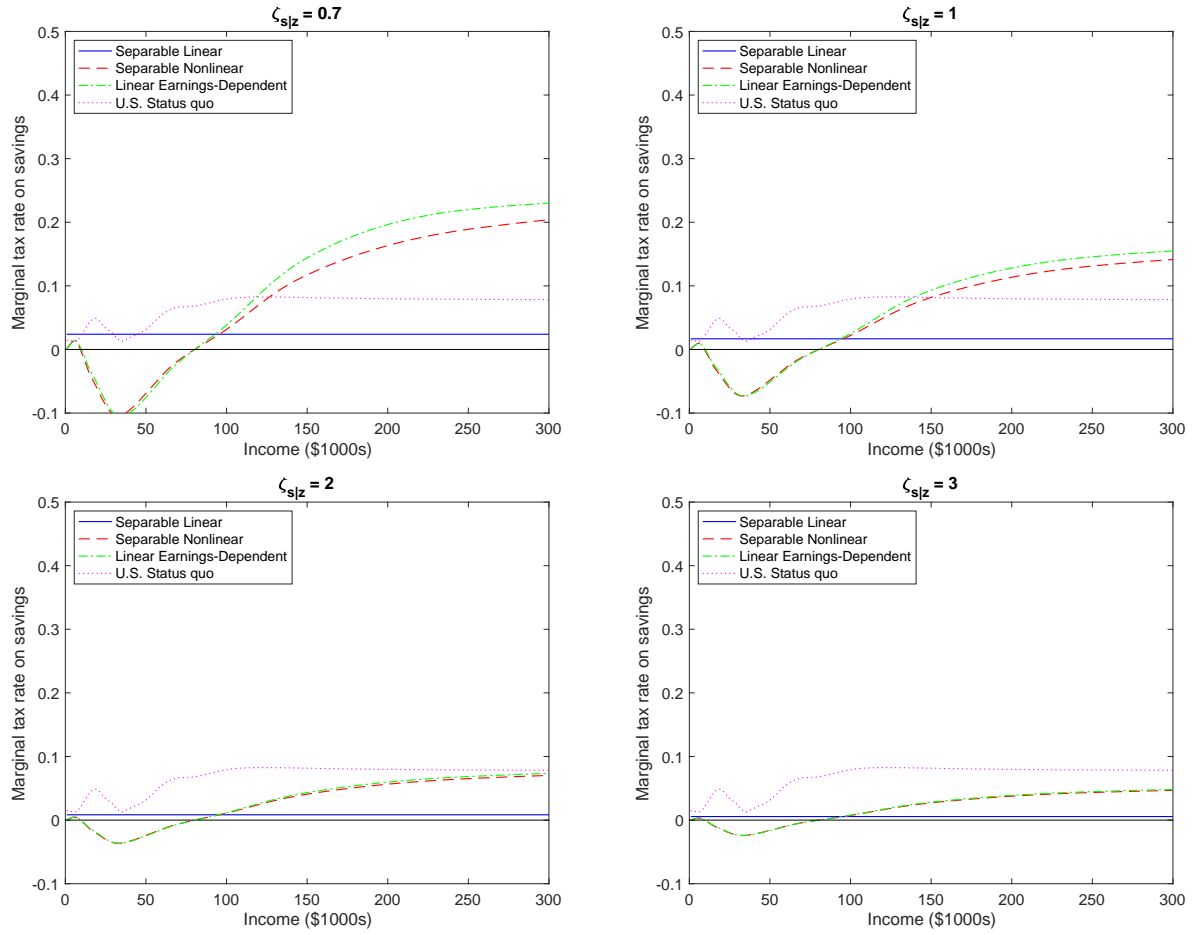 ζs|z = 0.7
0.5
0.4
0.3
0.2
0.1
0
-0.1
Marginal tax rate on savings
Separable Linear
Separable Nonlinear
Linear Earnings-Dependent
U.S. Status quo
0 50 100 150 200 250 300
Income ($1000s)
ζs|z = 1
0.5
0.4
0.3
0.2
0.1
0
-0.1
Marginal tax rate on savings
Separable Linear
Separable Nonlinear
Linear Earnings-Dependent
U.S. Status quo
0 50 100 150 200 250 300
Income ($1000s)
ζs|z = 2
0.5
0.4
0.3
0.2
0.1
0
-0.1
Marginal tax rate on savings
Separable Linear
Separable Nonlinear
Linear Earnings-Dependent
U.S. Status quo
0 50 100 150 200 250 300
Income ($1000s)
ζs|z = 3
0.5
0.4
0.3
0.2
0.1
0
-0.1
Marginal tax rate on savings
Separable Linear
Separable Nonlinear
Linear Earnings-Dependent
U.S. Status quo
0 50 100 150 200 250 300
Income ($1000s)